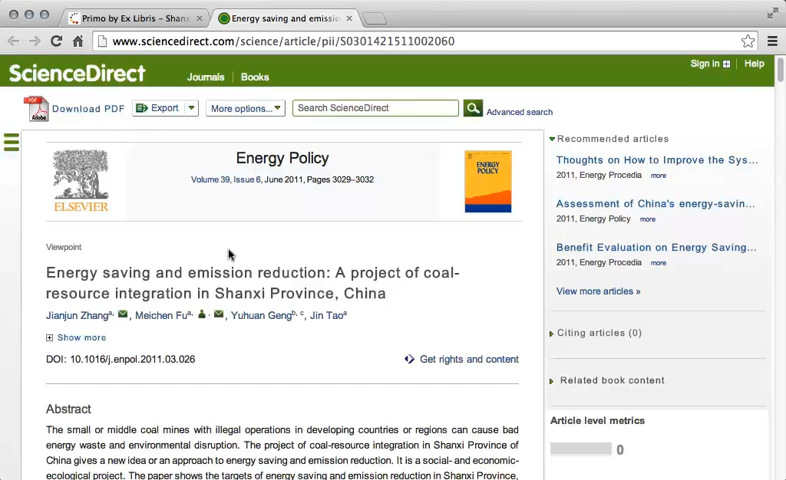 Primo by Ex Libris – Shanx
Energy saving and emissio
www.sciencedirect.com/science/article/pii/S0301421511002060
ScienceDirect
Journals
Books
Sign in
Help
PDF
Adobe
Download PDF
Export
More options...
Search ScienceDirect
Advanced search
ELSEVIER
Energy Policy
Volume 39, Issue 6, June 2011, Pages 3029–3032
ENERGY
POLICY
Viewpoint
Energy saving and emission reduction: A project of coal-
resource integration in Shanxi Province, China
Jianjun Zhanga, Meichen Fua, Yuhuan Gengb, c, Jin Taoa
Show more
DOI: 10.1016/j.enpol.2011.03.026
Get rights and content
Abstract
The small or middle coal mines with illegal operations in developing countries or regions can cause bad
energy waste and environmental disruption. The project of coal-resource integration in Shanxi Province of
China gives a new idea or an approach to energy saving and emission reduction. It is a social- and economic-
ecological project. The paper shows the targets of energy saving and emission reduction in Shanxi Province,
Recommended articles
Thoughts on How to Improve the Sys...
2011, Energy Procedia more
Assessment of China's energy-savin...
2011, Energy Policy more
Benefit Evaluation on Energy Saving...
2011, Energy Procedia more
View more articles »
Citing articles (0)
Related book content
Article level metrics
0